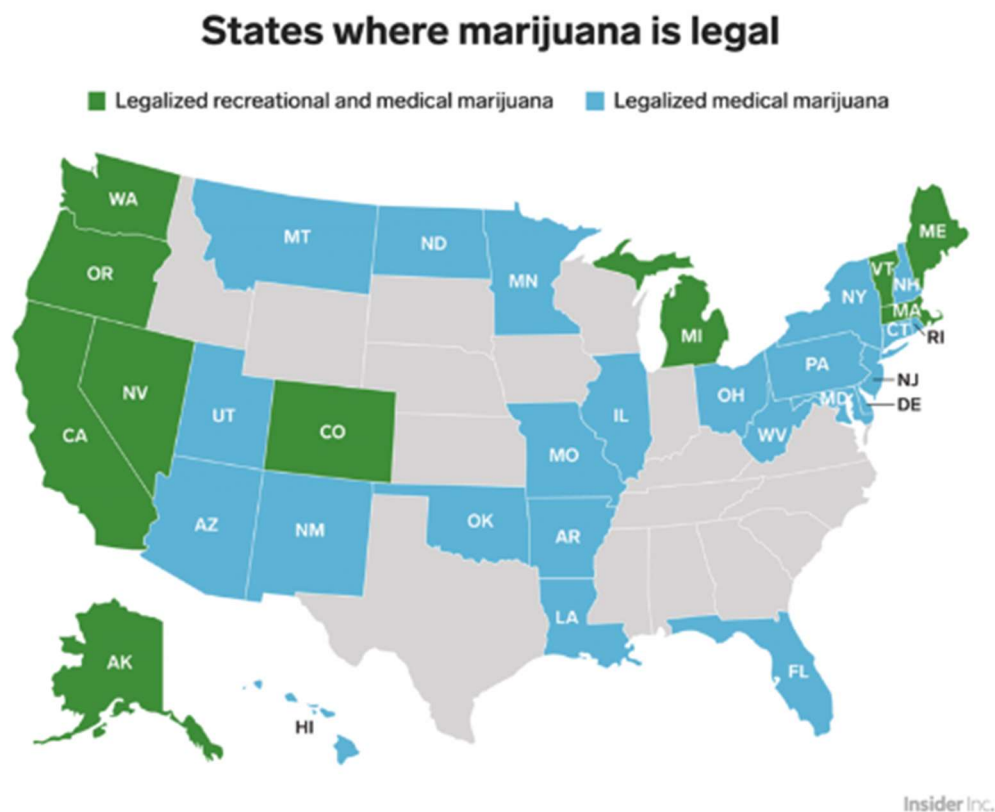 States where marijuana is legal
Legalized recreational and medical marijuana
Legalized medical marijuana
WA
MT
ND
MN
OR
ME
VT
NH
NY
MA
CT
RI
MI
NV
UT
CO
CA
PA
NJ
OH
DE
MD
IL
WV
MO
AZ
NM
OK
AR
LA
FL
AK
HI
Insider Inc.